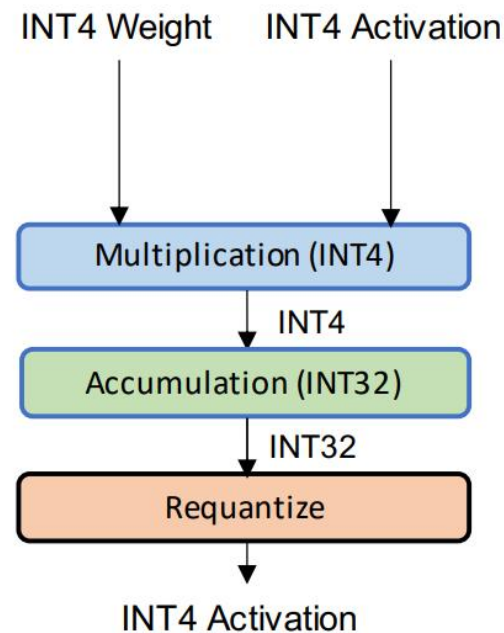 INT4 Weight INT4 Activation
Multiplication (INT4)
INT4
Accumulation (INT32)
INT32
Requantize
INT4 Activation